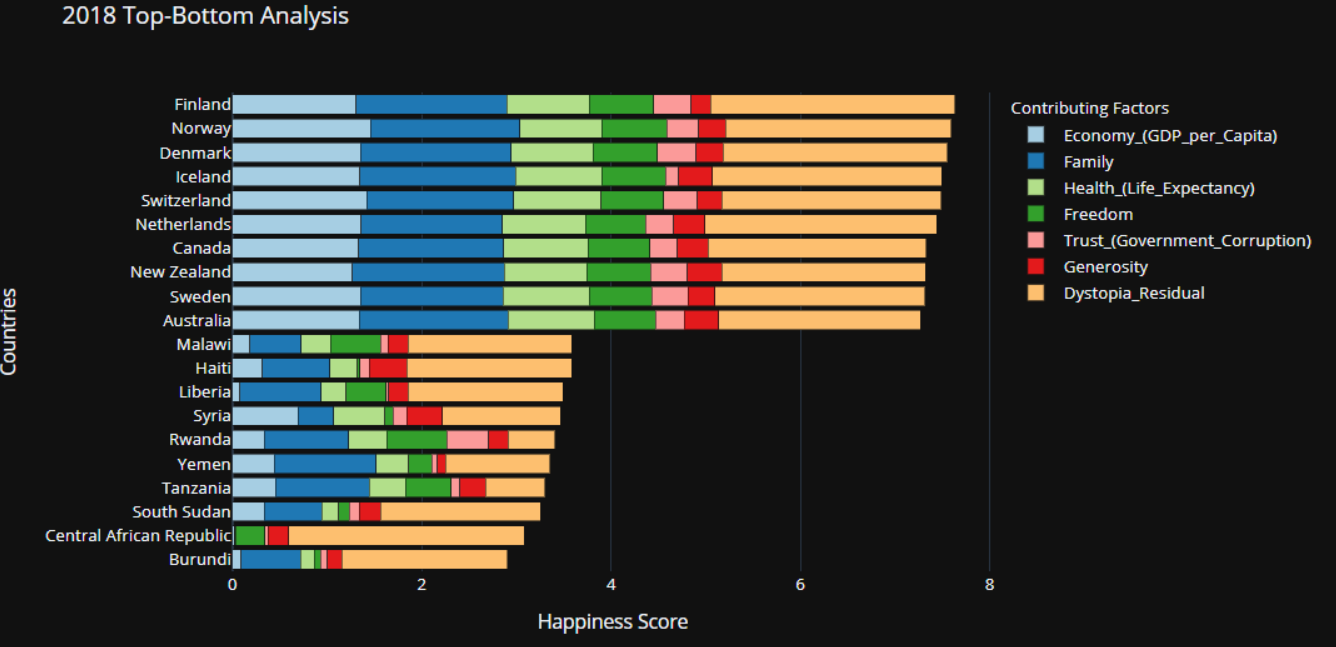 2018 Top-Bottom Analysis
Finland
Norway
Denmark
Iceland
Switzerland
Netherlands
Canada
New Zealand
Sweden
Australia
Malawi
Haiti
Liberia
Syria
Rwanda
Yemen
Tanzania
South Sudan
Central African Republic
Burundi
Countries
0 2 4 6 8
Happiness Score
Contributing Factors
Economy_(GDP_per_Capita)
Family
Health_(Life_Expectancy)
Freedom
Trust_(Government_Corruption)
Generosity
Dystopia_Residual